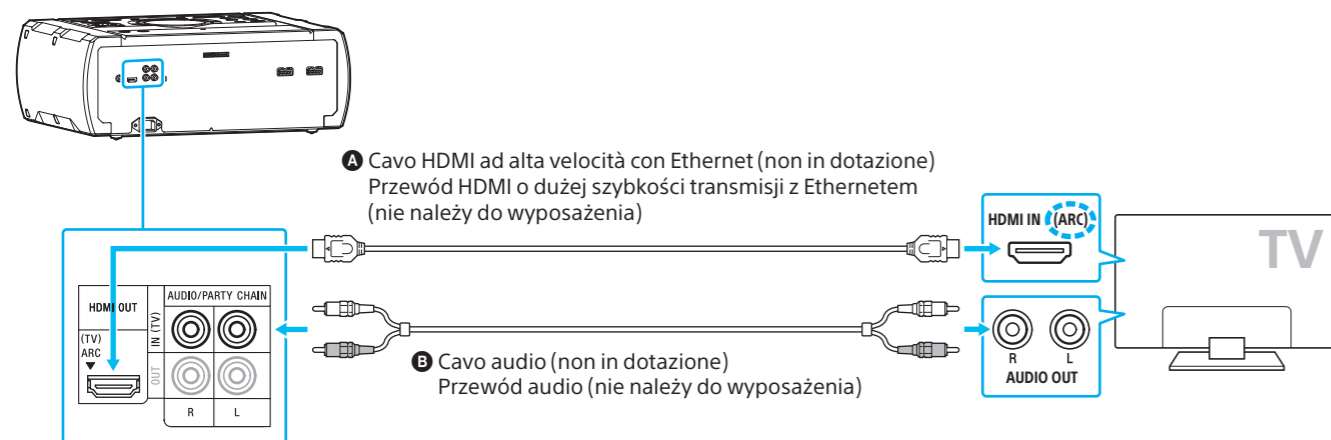 A Cavo HDMI ad alta velocità con Ethernet (non in dotazione)
Przewód HDMI o dużej szybkości transmisji z Ethernetem
(nie należy do wyposażenia)
HDMI IN (ARC)
TV
HDMI OUT
(TV)
ARC
AUDIO/PARTY CHAIN
IN (TV)
OUT
R L
B Cavo audio (non in dotazione)
Przewód audio (nie należy do wyposażenia)
R L
AUDIO OUT